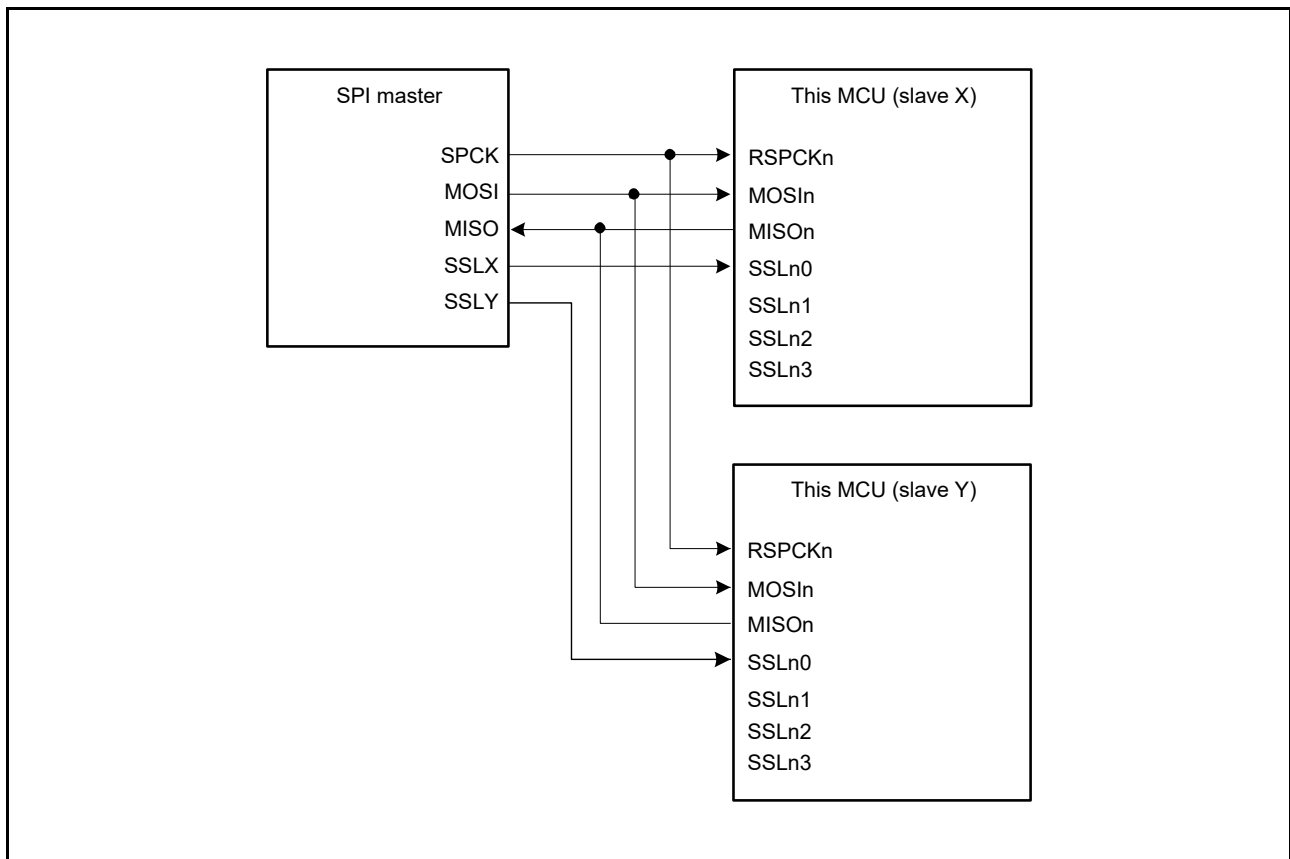 SPI master
SPCK
MOSI
MISO
SSLX
SSLY
This MCU (slave X)
RSPCKn
MOSIn
MISOn
SSLn0
SSLn1
SSLn2
SSLn3
This MCU (slave Y)
RSPCKn
MOSIn
MISOn
SSLn0
SSLn1
SSLn2
SSLn3